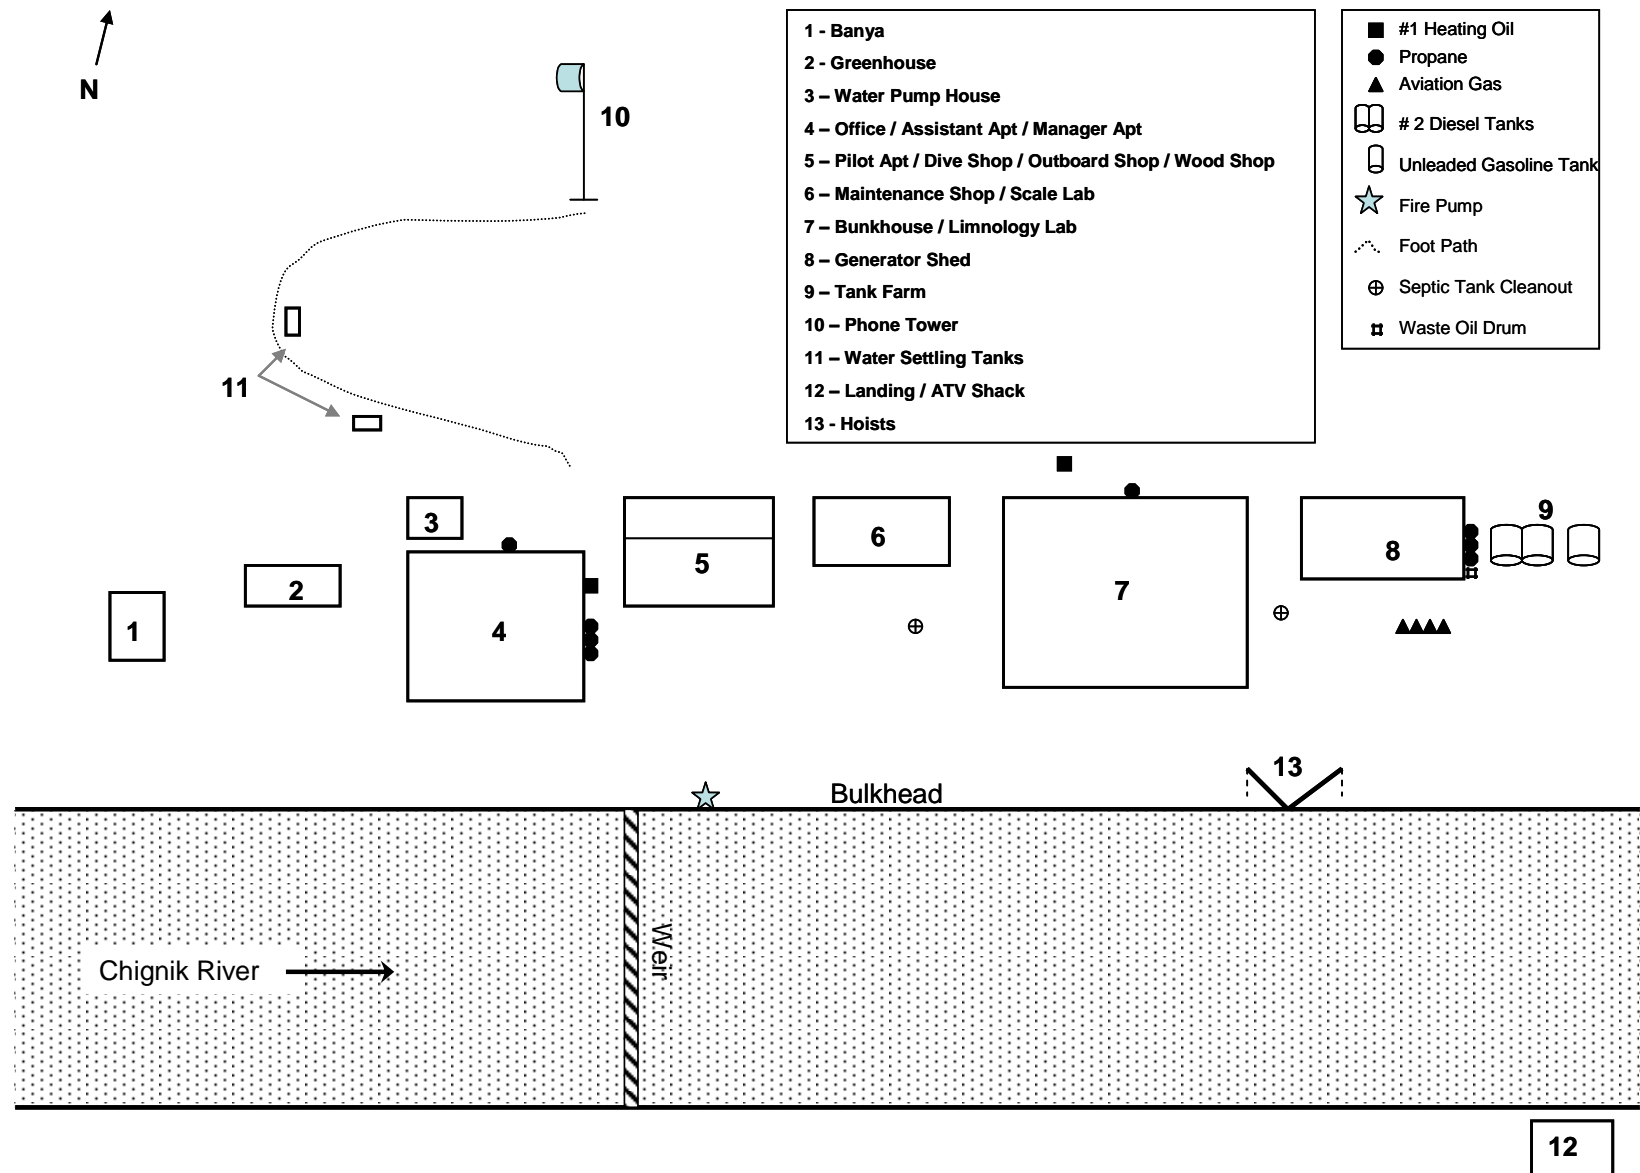 N
10
1 - Banya
2 - Greenhouse
3 – Water Pump House
4 – Office / Assistant Apt / Manager Apt
5 – Pilot Apt / Dive Shop / Outboard Shop / Wood Shop
6 – Maintenance Shop / Scale Lab
7 – Bunkhouse / Limnology Lab
8 – Generator Shed
9 – Tank Farm
10 – Phone Tower
11 – Water Settling Tanks
12 – Landing / ATV Shack
13 - Hoists
#1 Heating Oil
Propane
Aviation Gas
# 2 Diesel Tanks
Unleaded Gasoline Tank
Fire Pump
Foot Path
Septic Tank Cleanout
Waste Oil Drum
11
1
2
3
4
5
6
7
8
9
13
Bulkhead
Weir
Chignik River
12